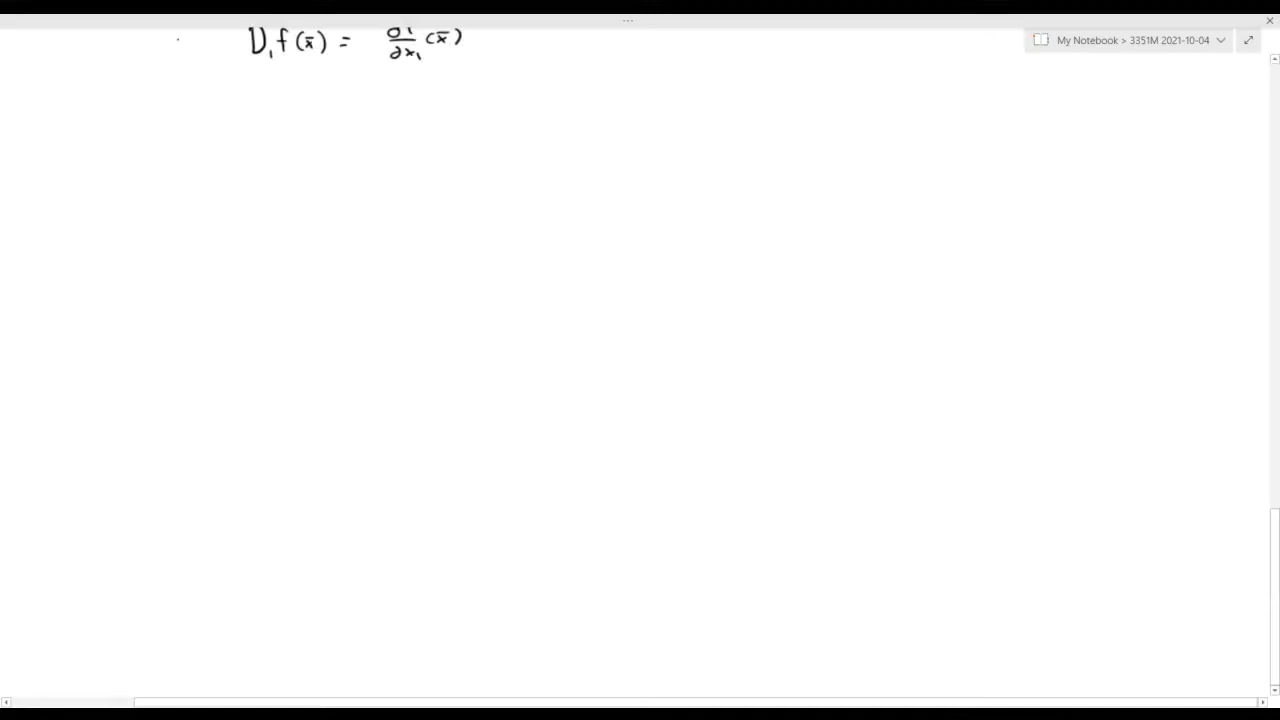 D₁f(x̄) = ∂f/∂x₁ (x̄)
My Notebook > 3351M 2021-10-04